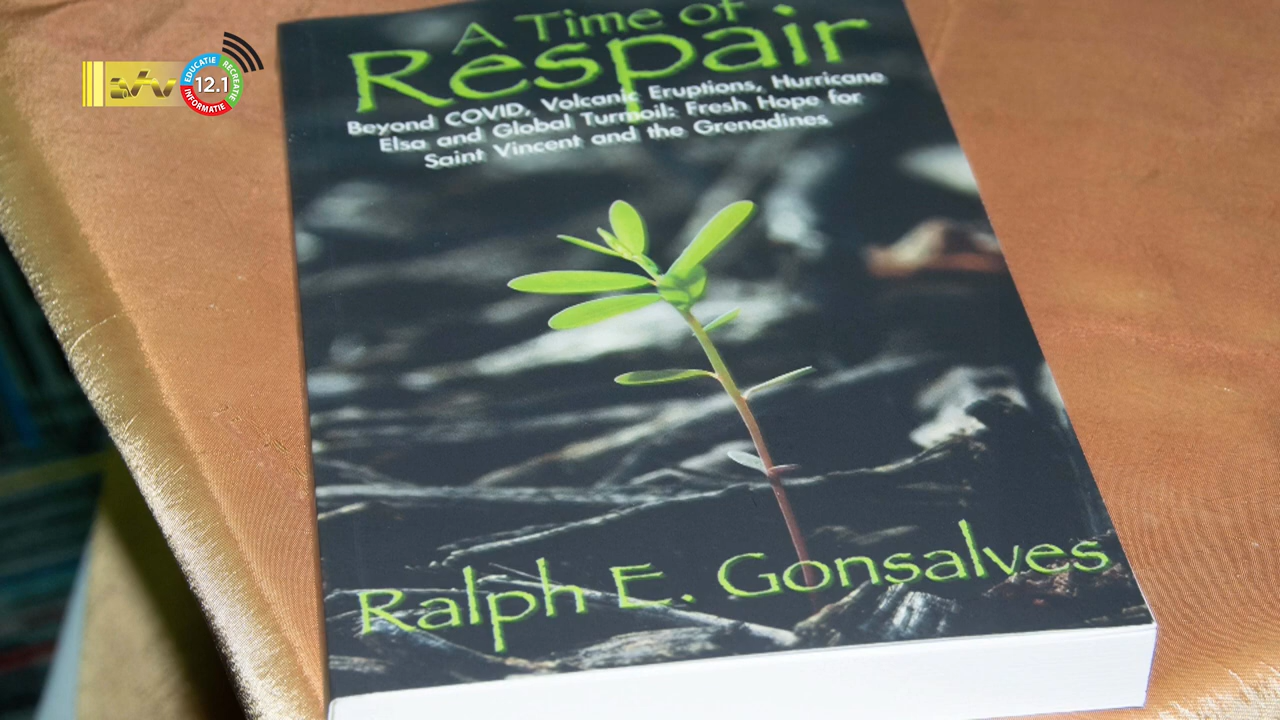 EDUCATIE
RECREATIE
INFORMATIE
12.1
A Time of
Respair
Beyond COVID, Volcanic Eruptions, Hurricane
Elsa and Global Turmoil: Fresh Hope for
Saint Vincent and the Grenadines
Ralph E. Gonsalves